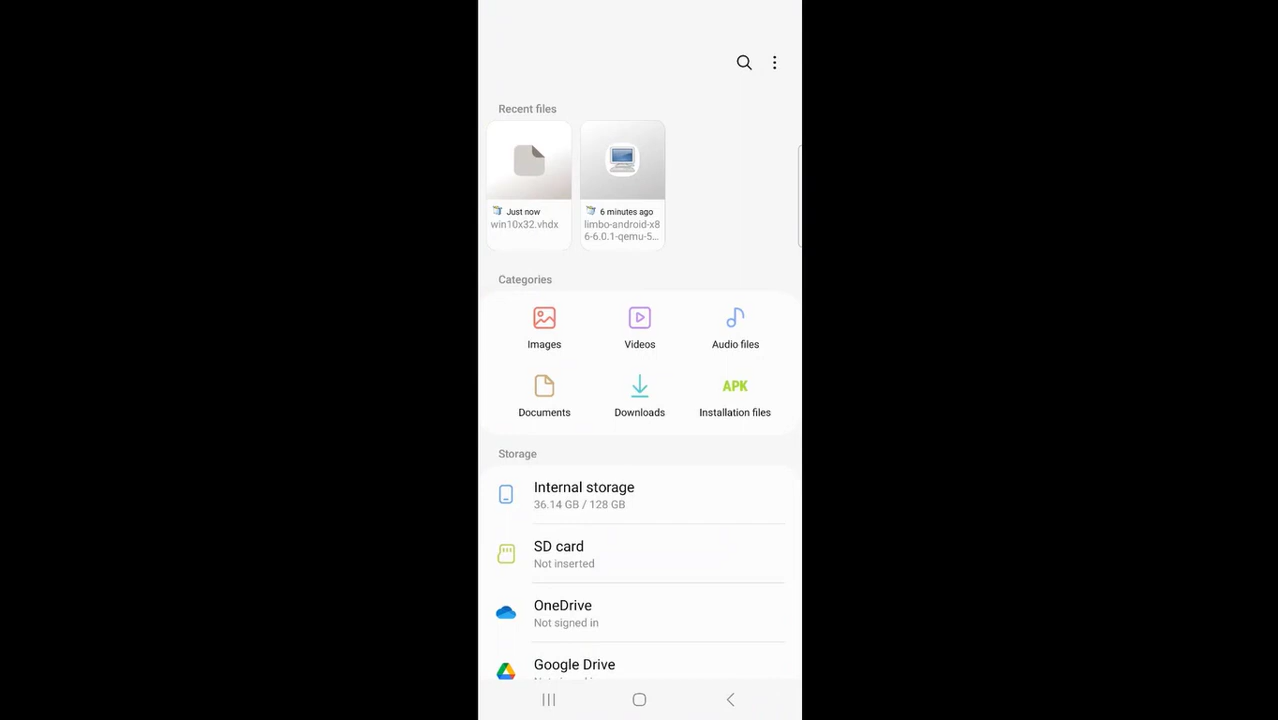 Recent files
Just now
win10x32.vhdx
6 minutes ago
limbo-android-x8
6-6.0.1-qemu-5...
Categories
Images
Videos
Audio files
Documents
Downloads
APK
Installation files
Storage
Internal storage
36.14 GB / 128 GB
SD card
Not inserted
OneDrive
Not signed in
Google Drive